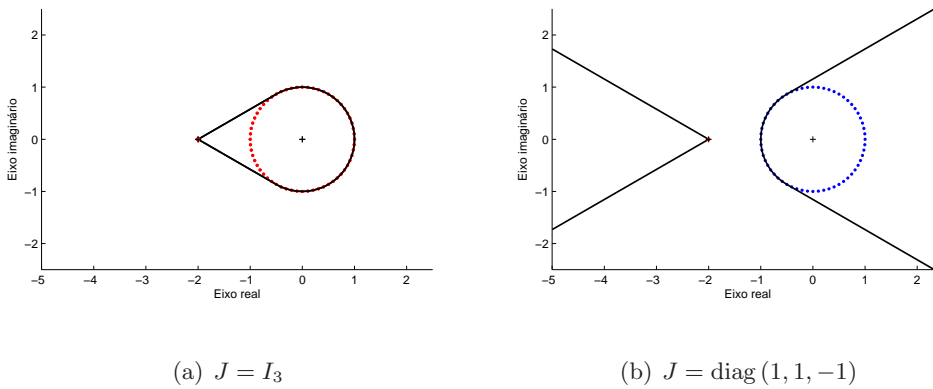 2
1
0
−1
−2
Eixo imaginário
−5 −4 −3 −2 −1 0 1 2
Eixo real
2
1
0
−1
−2
Eixo imaginário
−5 −4 −3 −2 −1 0 1 2
Eixo real
(a) J = I₃
(b) J = diag (1, 1, −1)